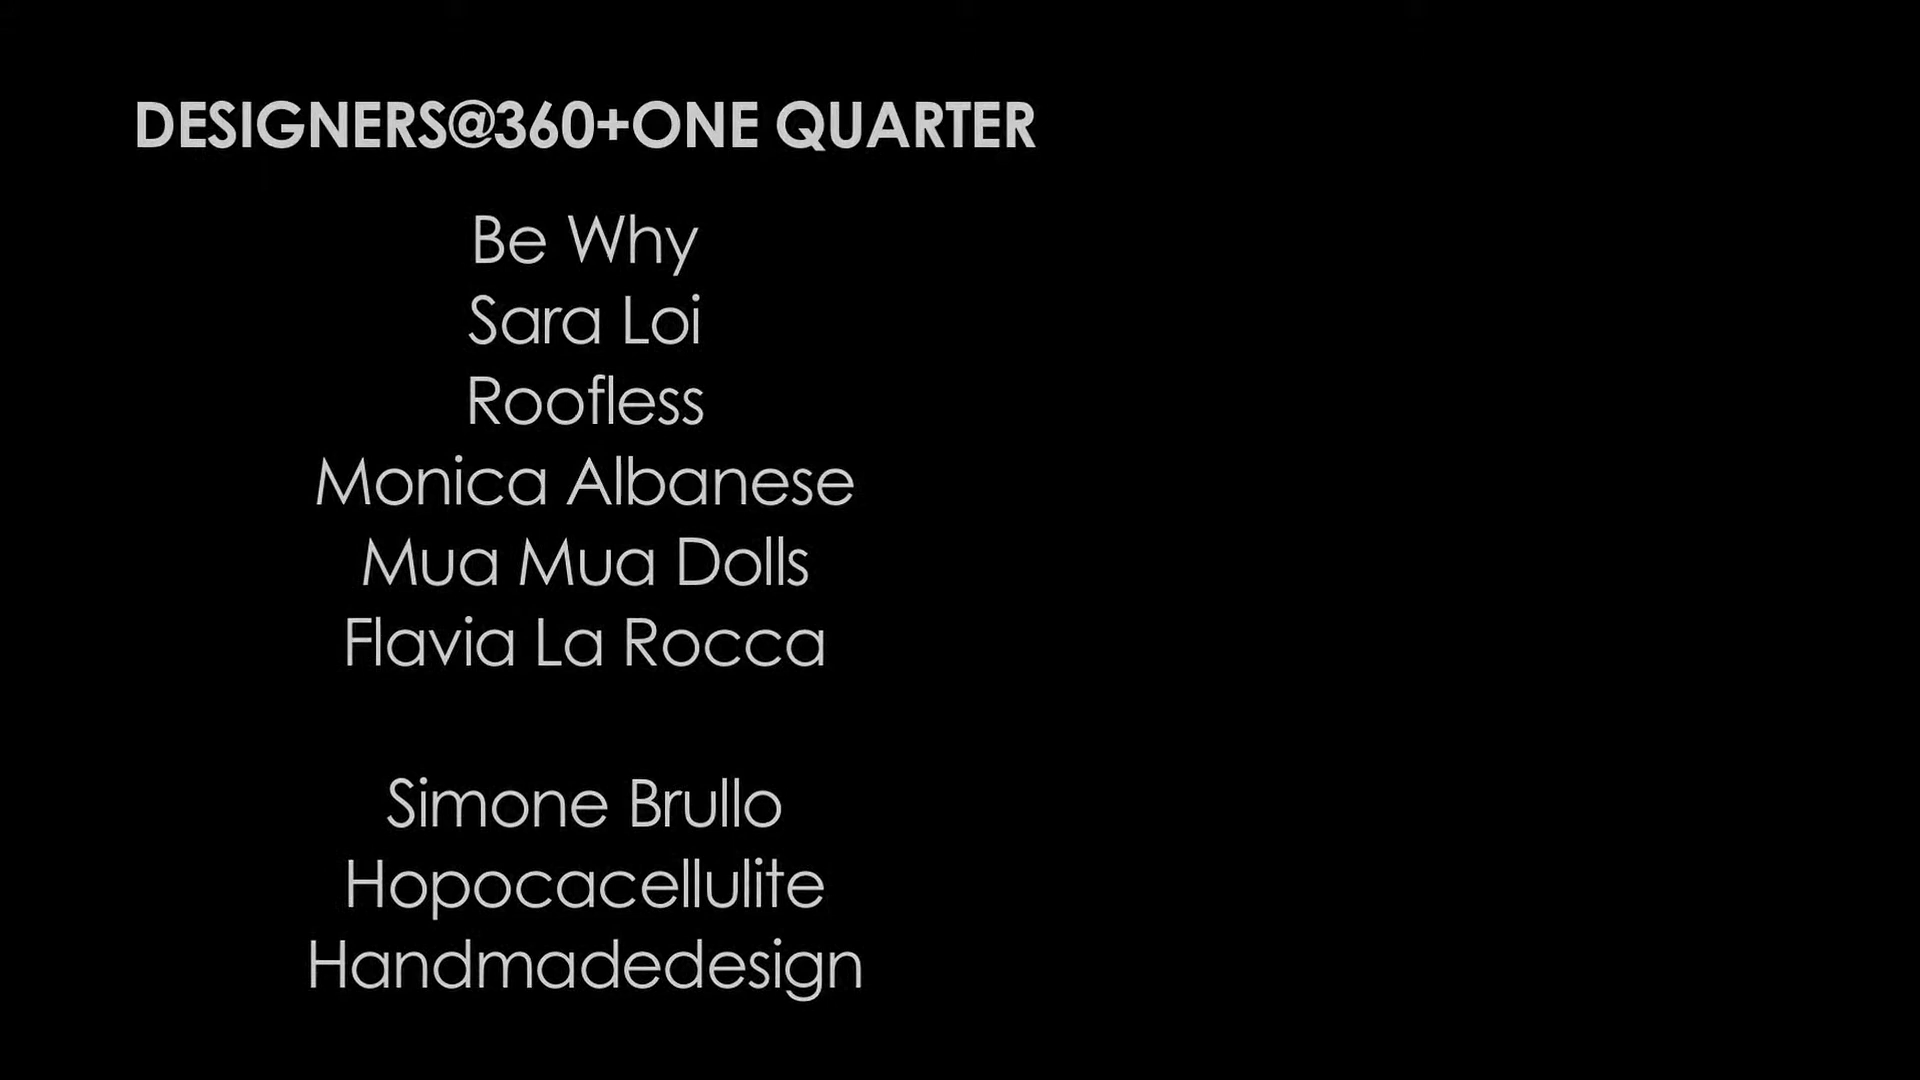 DESIGNERS@360+ONE QUARTER
Be Why
Sara Loi
Roofless
Monica Albanese
Mua Mua Dolls
Flavia La Rocca
Simone Brullo
Hopocacellulite
Handmadedesign